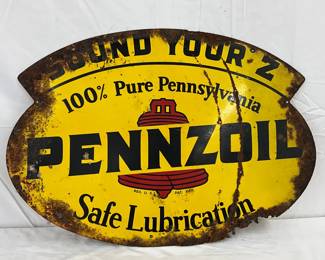 SOUND YOUR Z
100% Pure Pennsylvania
PENNZOIL
Safe Lubrication